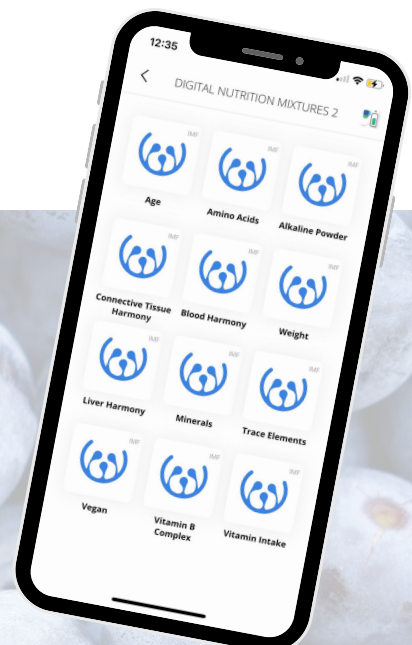 12:35
DIGITAL NUTRITION MIXTURES 2
IMF
IMF
IMF
Age
Amino Acids
Alkaline Powder
IMF
IMF
IMF
Connective Tissue
Harmony
Blood Harmony
Weight
IMF
IMF
IMF
Liver Harmony
Minerals
Trace Elements
IMF
IMF
IMF
Vegan
Vitamin B
Complex
Vitamin Intake